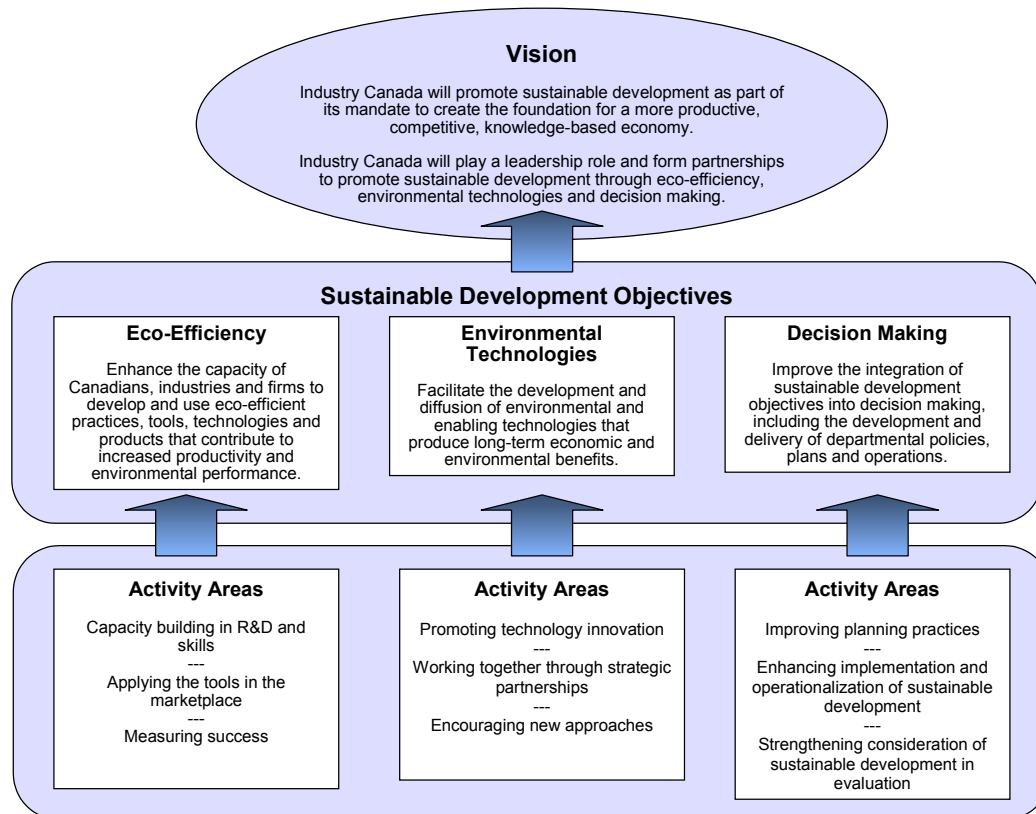 Vision
Industry Canada will promote sustainable development as part of
its mandate to create the foundation for a more productive,
competitive, knowledge-based economy.
Industry Canada will play a leadership role and form partnerships
to promote sustainable development through eco-efficiency,
environmental technologies and decision making.
Sustainable Development Objectives
Eco-Efficiency
Enhance the capacity of
Canadians, industries and firms to
develop and use eco-efficient
practices, tools, technologies and
products that contribute to
increased productivity and
environmental performance.
Environmental
Technologies
Facilitate the development and
diffusion of environmental and
enabling technologies that
produce long-term economic and
environmental benefits.
Decision Making
Improve the integration of
sustainable development
objectives into decision making,
including the development and
delivery of departmental policies,
plans and operations.
Activity Areas
Capacity building in R&D and
skills
---
Applying the tools in the
marketplace
---
Measuring success
Activity Areas
Promoting technology innovation
---
Working together through strategic
partnerships
---
Encouraging new approaches
Activity Areas
Improving planning practices
---
Enhancing implementation and
operationalization of sustainable
development
---
Strengthening consideration of
sustainable development in
evaluation